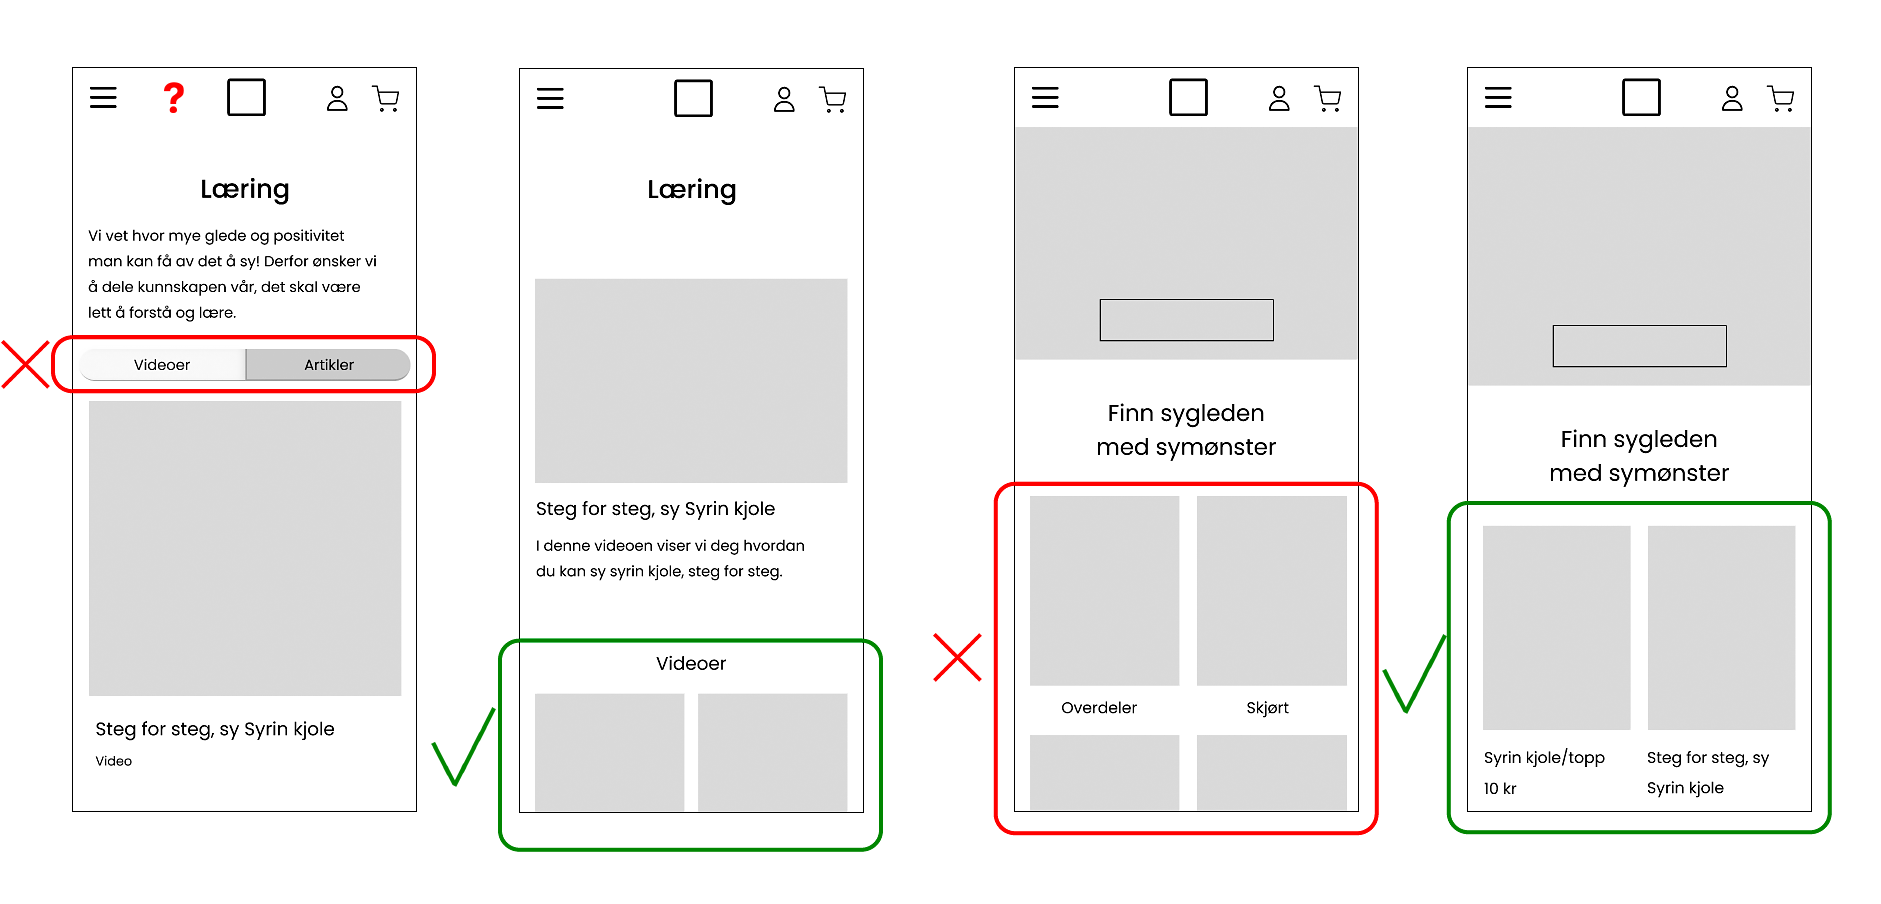 ?
Læring
Vi vet hvor mye glede og positivitet
man kan få av det å sy! Derfor ønsker vi
å dele kunnskapen vår, det skal være
lett å forstå og lære.
Videoer
Artikler
Steg for steg, sy Syrin kjole
Video
Læring
Steg for steg, sy Syrin kjole
I denne videoen viser vi deg hvordan
du kan sy syrin kjole, steg for steg.
Videoer
Finn sygleden
med symønster
Overdeler
Skjørt
Finn sygleden
med symønster
Syrin kjole/topp
10 kr
Steg for steg, sy
Syrin kjole